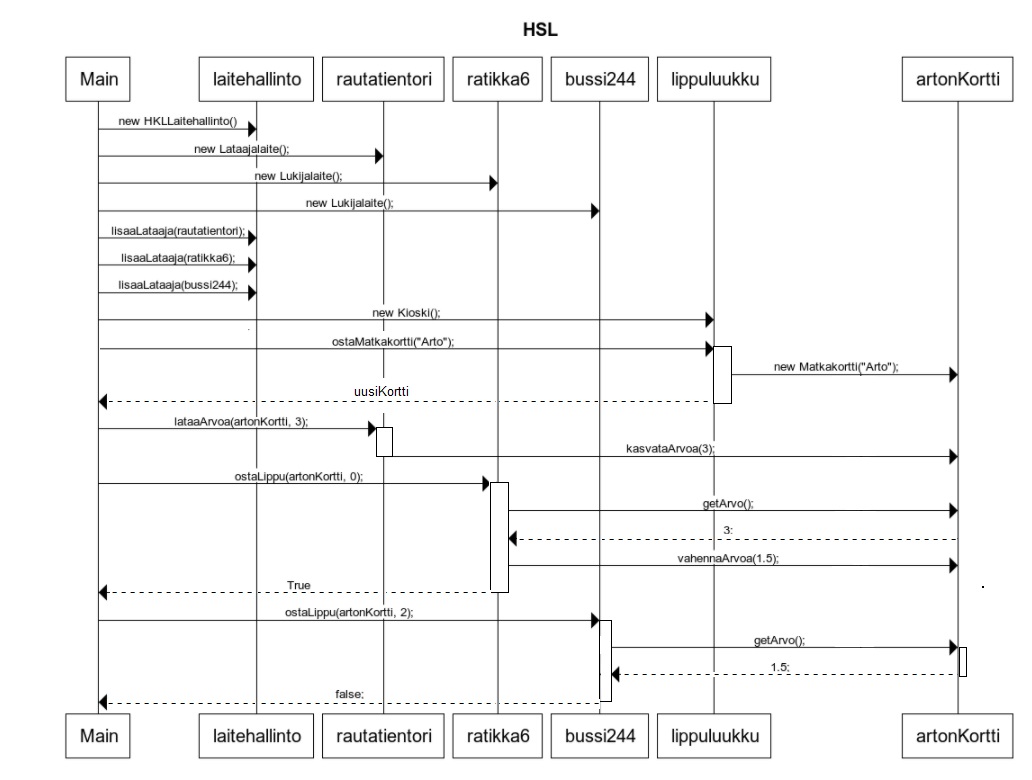 HSL
Main laitehallinto rautatientori ratikka6 bussi244 lippuluukku artonKortti
new HKLLaitehallinto()
new Lataajalaite();
new Lukijalaite();
new Lukijalaite();
lisaaLataaja(rautatientori);
lisaaLataaja(ratikka6);
lisaaLataaja(bussi244);
new Kioski();
ostaMatkakortti("Arto");
new Matkakortti("Arto");
uusiKortti
lataaArvoa(artonKortti, 3);
kasvataArvoa(3);
ostaLippu(artonKortti, 0);
getArvo();
3:
vahennaArvoa(1.5);
True
ostaLippu(artonKortti, 2);
getArvo();
1.5;
false;
Main laitehallinto rautatientori ratikka6 bussi244 lippuluukku artonKortti